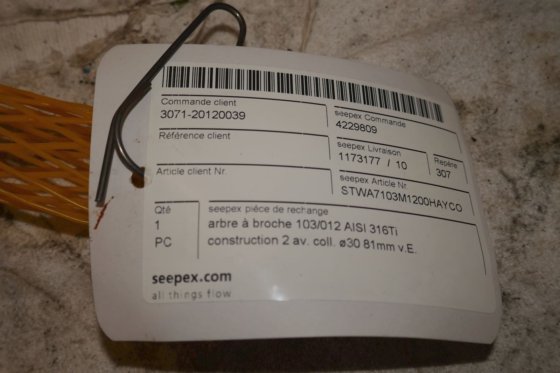 Commande client
3071-20120039
seepex Commande
4229809
Référence client
seepex Livraison
1173177 / 10
Repère
307
Article client Nr
seepex Article Nr
STWA7103M1200HAYCO
Qté
1
PC
seepex pièce de rechange
arbre à broche 103/012 AISI 316Ti
construction 2 av. coll. ø30 81mm v.E.
seepex.com
all things flow